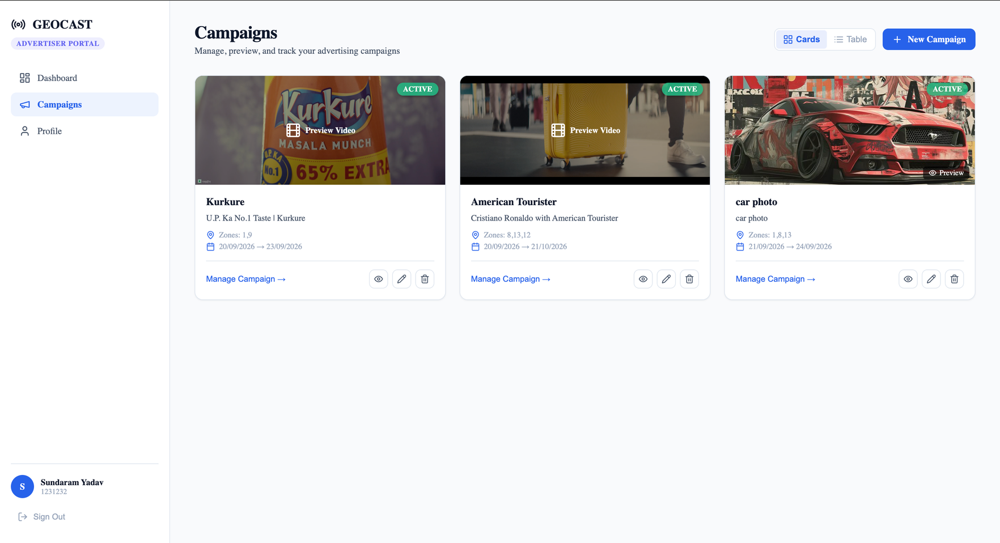 GEOCAST
ADVERTISER PORTAL
Dashboard
Campaigns
Profile
Sundaram Yadav
1231232
S
Sign Out
Campaigns
Manage, preview, and track your advertising campaigns
Cards
Table
+ New Campaign
ACTIVE
Kurkure
Preview Video
MASALA MUNCH
U.P. KA
No.1
65% EXTRA
Kurkure
U.P. Ka No.1 Taste | Kurkure
Zones: 1,9
20/09/2026 → 23/09/2026
Manage Campaign →
ACTIVE
Preview Video
American Tourister
Cristiano Ronaldo with American Tourister
Zones: 8,13,12
20/09/2026 → 21/10/2026
Manage Campaign →
ACTIVE
Preview
car photo
car photo
Zones: 1,8,13
21/09/2026 → 24/09/2026
Manage Campaign →